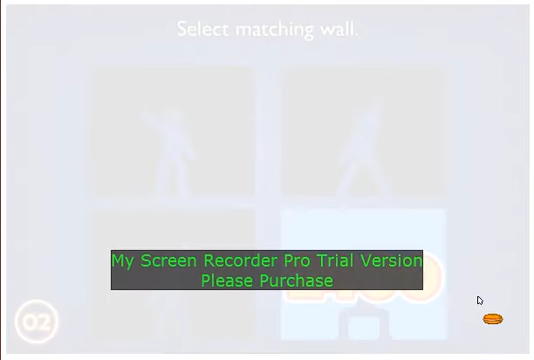 Select matching wall.
My Screen Recorder Pro Trial Version
Please Purchase
02